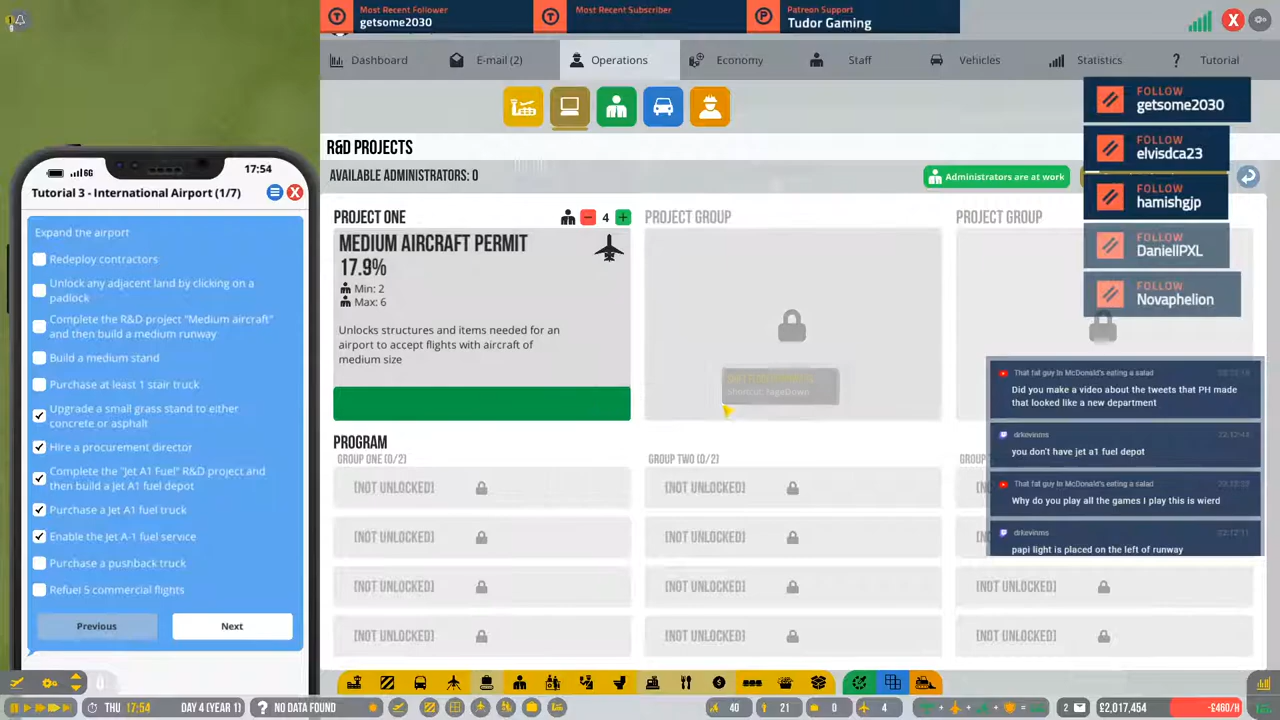 Most Recent Follower
getsome2030
Most Recent Subscriber
Patreon Support
Tudor Gaming
Dashboard
E-mail (2)
Operations
Economy
Staff
Vehicles
Statistics
Tutorial
FOLLOW
getsome2030
FOLLOW
elvisdca23
FOLLOW
hamishgjp
FOLLOW
DaniellPXL
FOLLOW
Novaphelion
R&D PROJECTS
AVAILABLE ADMINISTRATORS: 0
Administrators are at work
6G
17:54
Tutorial 3 - International Airport (1/7)
Expand the airport
Redeploy contractors
Unlock any adjacent land by clicking on a
padlock
Complete the R&D project "Medium aircraft"
and then build a medium runway
Build a medium stand
Purchase at least 1 stair truck
Upgrade a small grass stand to either
concrete or asphalt
Hire a procurement director
Complete the "Jet A1 Fuel" R&D project and
then build a Jet A1 fuel depot
Purchase a Jet A1 fuel truck
Enable the Jet A-1 fuel service
Purchase a pushback truck
Refuel 5 commercial flights
Previous
Next
PROJECT ONE
4
MEDIUM AIRCRAFT PERMIT
17.9%
Min: 2
Max: 6
Unlocks structures and items needed for an
airport to accept flights with aircraft of
medium size
PROJECT GROUP
PROJECT GROUP
Shortcut: PageDown
PROGRAM
GROUP ONE (0/2)
[NOT UNLOCKED]
[NOT UNLOCKED]
[NOT UNLOCKED]
[NOT UNLOCKED]
GROUP TWO (0/2)
[NOT UNLOCKED]
[NOT UNLOCKED]
[NOT UNLOCKED]
[NOT UNLOCKED]
[NOT UNLOCKED]
[NOT UNLOCKED]
That fat guy In McDonald's eating a salad
Did you make a video about the tweets that PH made
that looked like a new department
drkevinms
you don't have jet a1 fuel depot
That fat guy In McDonald's eating a salad
Why do you play all the games I play this is wierd
drkevinms
papi light is placed on the left of runway
THU
17:54
DAY 4 (YEAR 1)
NO DATA FOUND
40
21
0
4
2
£2,017,454
-£460/H